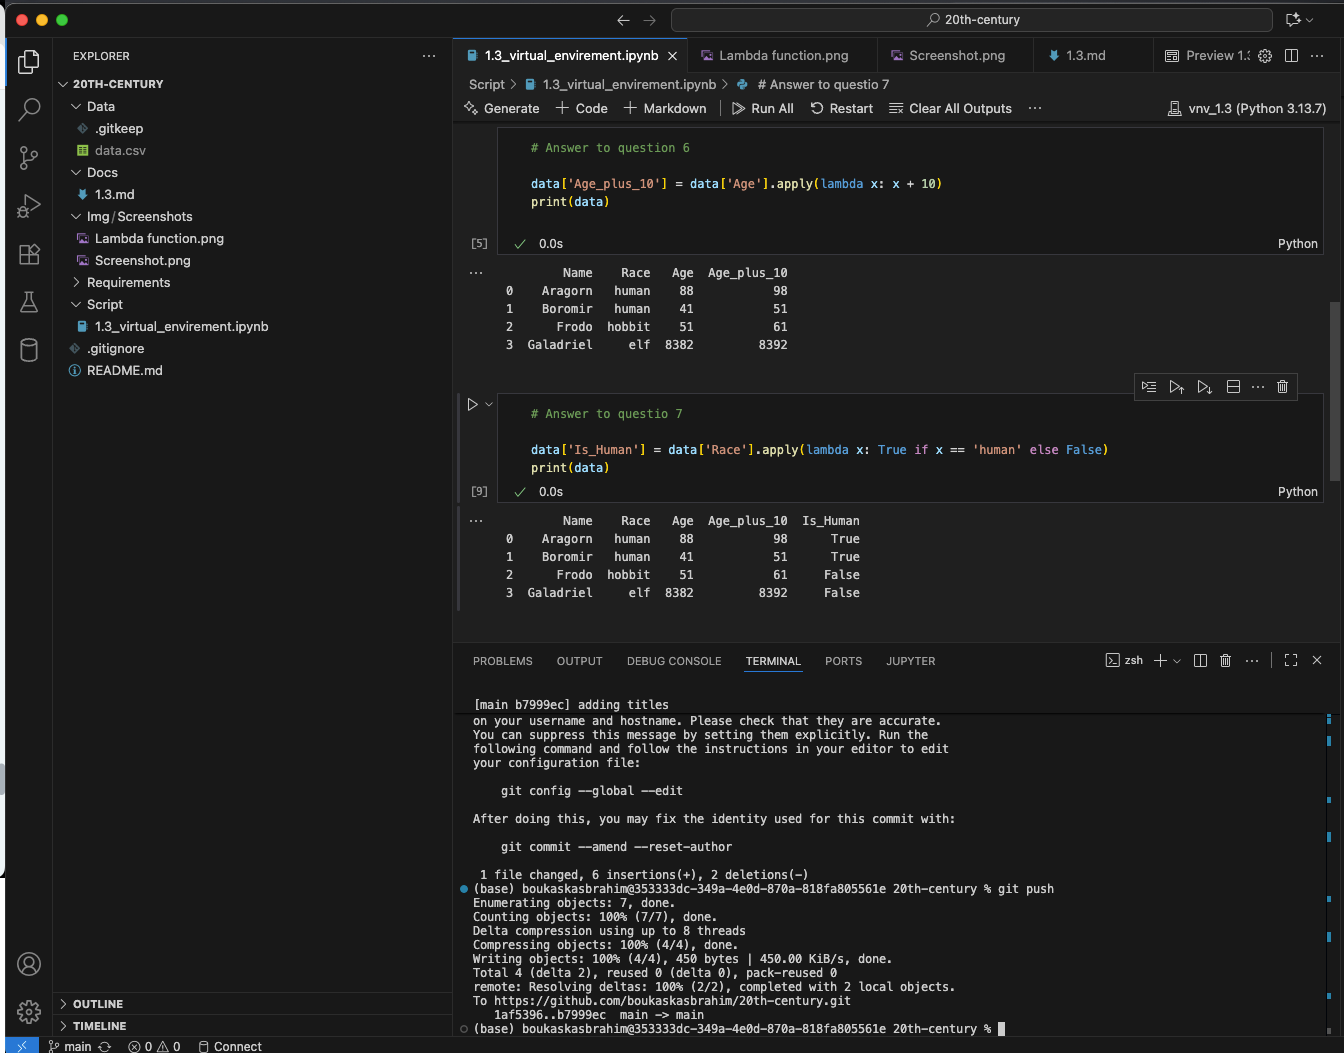 20th-century
EXPLORER
20TH-CENTURY
Data
.gitkeep
data.csv
Docs
1.3.md
Img/Screenshots
Lambda function.png
Screenshot.png
Requirements
Script
1.3_virtual_envirement.ipynb
.gitignore
README.md
OUTLINE
TIMELINE
1.3_virtual_envirement.ipynb Lambda function.png Screenshot.png 1.3.md Preview 1.:
Script > 1.3_virtual_envirement.ipynb > # Answer to questio 7
Generate + Code + Markdown Run All Restart Clear All Outputs ... vnv_1.3 (Python 3.13.7)
# Answer to question 6
data['Age_plus_10'] = data['Age'].apply(lambda x: x + 10)
print(data)
[5] 0.0s Python
Name Race Age Age_plus_10
0 Aragorn human 88 98
1 Boromir human 41 51
2 Frodo hobbit 51 61
3 Galadriel elf 8382 8392
# Answer to questio 7
data['Is_Human'] = data['Race'].apply(lambda x: True if x == 'human' else False)
print(data)
[9] 0.0s Python
Name Race Age Age_plus_10 Is_Human
0 Aragorn human 88 98 True
1 Boromir human 41 51 True
2 Frodo hobbit 51 61 False
3 Galadriel elf 8382 8392 False
PROBLEMS OUTPUT DEBUG CONSOLE TERMINAL PORTS JUPYTER zsh
[main b7999ec] adding titles
on your username and hostname. Please check that they are accurate.
You can suppress this message by setting them explicitly. Run the
following command and follow the instructions in your editor to edit
your configuration file:
git config --global --edit
After doing this, you may fix the identity used for this commit with:
git commit --amend --reset-author
1 file changed, 6 insertions(+), 2 deletions(-)
(base) boukaskasbrahim@353333dc-349a-4e0d-870a-818fa805561e 20th-century % git push
Enumerating objects: 7, done.
Counting objects: 100% (7/7), done.
Delta compression using up to 8 threads
Compressing objects: 100% (4/4), done.
Writing objects: 100% (4/4), 450 bytes | 450.00 KiB/s, done.
Total 4 (delta 2), reused 0 (delta 0), pack-reused 0
remote: Resolving deltas: 100% (2/2), completed with 2 local objects.
To https://github.com/boukaskasbrahim/20th-century.git
1af5396..b7999ec main -> main
(base) boukaskasbrahim@353333dc-349a-4e0d-870a-818fa805561e 20th-century %
main 0 0 Connect